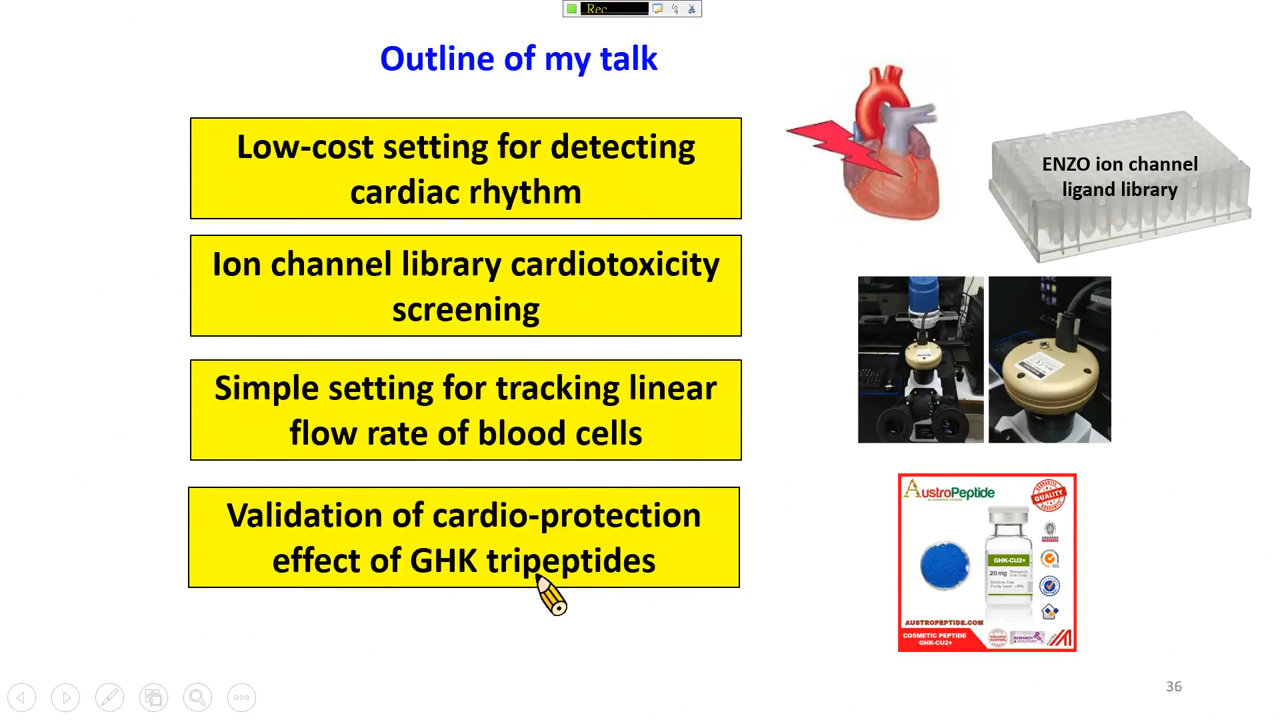 Rec
Outline of my talk
Low-cost setting for detecting
cardiac rhythm
Ion channel library cardiotoxicity
screening
Simple setting for tracking linear
flow rate of blood cells
Validation of cardio-protection
effect of GHK tripeptides
ENZO ion channel
ligand library
AustroPeptide
QUALITY
GHK-CU2+
20mg
AUSTROPEPTIDE.COM
COSMETIC PEPTIDE
GHK-CU2+
36